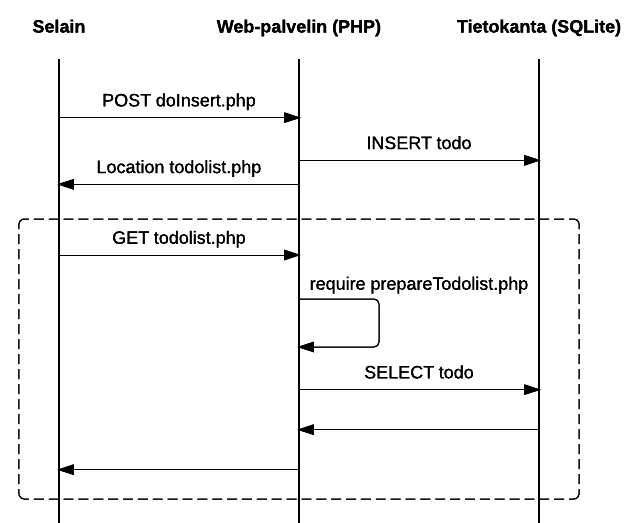 Selain
Web-palvelin (PHP)
Tietokanta (SQLite)
POST doInsert.php
INSERT todo
Location todolist.php
GET todolist.php
require prepareTodolist.php
SELECT todo